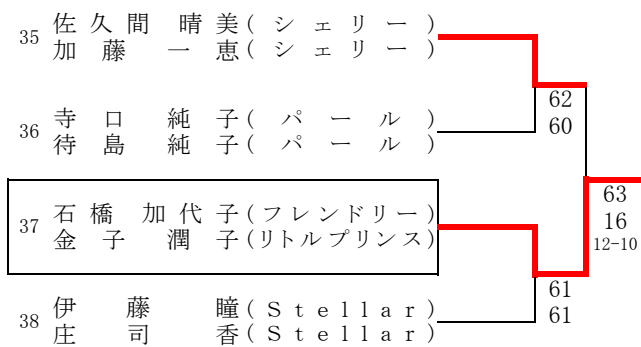 35 佐久間 晴美(シェリー)
加藤 一恵(シェリー)
62
60
36 寺口 純子(パール)
待島 純子(パール)
63
16
12-10
37 石橋 加代子(フレンドリー)
金子 潤子(リトルプリンス)
61
61
38 伊藤 瞳(Stellar)
庄司 香(Stellar)